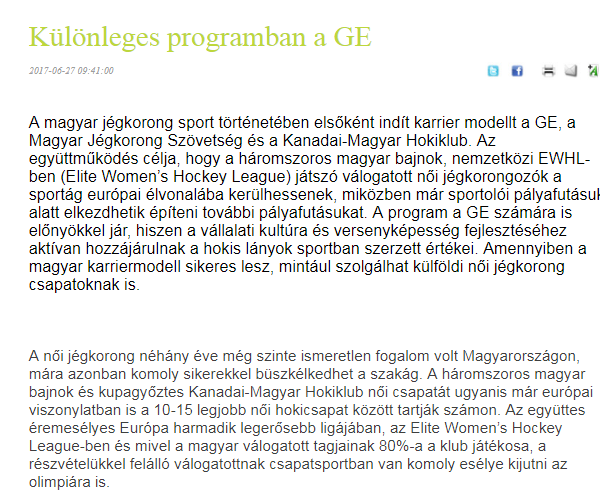 Különleges programban a GE
2017-06-27 09:41:00
A magyar jégkorong sport történetében elsőként indít karrier modellt a GE, a
Magyar Jégkorong Szövetség és a Kanadai-Magyar Hokiklub. Az
együttműködés célja, hogy a háromszoros magyar bajnok, nemzetközi EWHL-
ben (Elite Women's Hockey League) játszó válogatott női jégkorongozók a
sportág európai élvonalába kerülhessenek, miközben már sportolói pályafutásuk
alatt elkezdhetik építeni további pályafutásukat. A program a GE számára is
előnyökkel jár, hiszen a vállalati kultúra és versenyképesség fejlesztéséhez
aktívan hozzájárulnak a hokis lányok sportban szerzett értékei. Amennyiben a
magyar karriermodell sikeres lesz, mintául szolgálhat külföldi női jégkorong
csapatoknak is.
A női jégkorong néhány éve még szinte ismeretlen fogalom volt Magyarországon,
mára azonban komoly sikerekkel büszkélkedhet a szakág. A háromszoros magyar
bajnok és kupagyőztes Kanadai-Magyar Hokiklub női csapatát ugyanis már európai
viszonylatban is a 10-15 legjobb női hokicsapat között tartják számon. Az együttes
éremesélyes Európa harmadik legerősebb ligájában, az Elite Women's Hockey
League-ben és mivel a magyar válogatott tagjainak 80%-a a klub játékosa, a
részvételükkel felálló válogatottnak csapatsportban van komoly esélye kijutni az
olimpiára is.